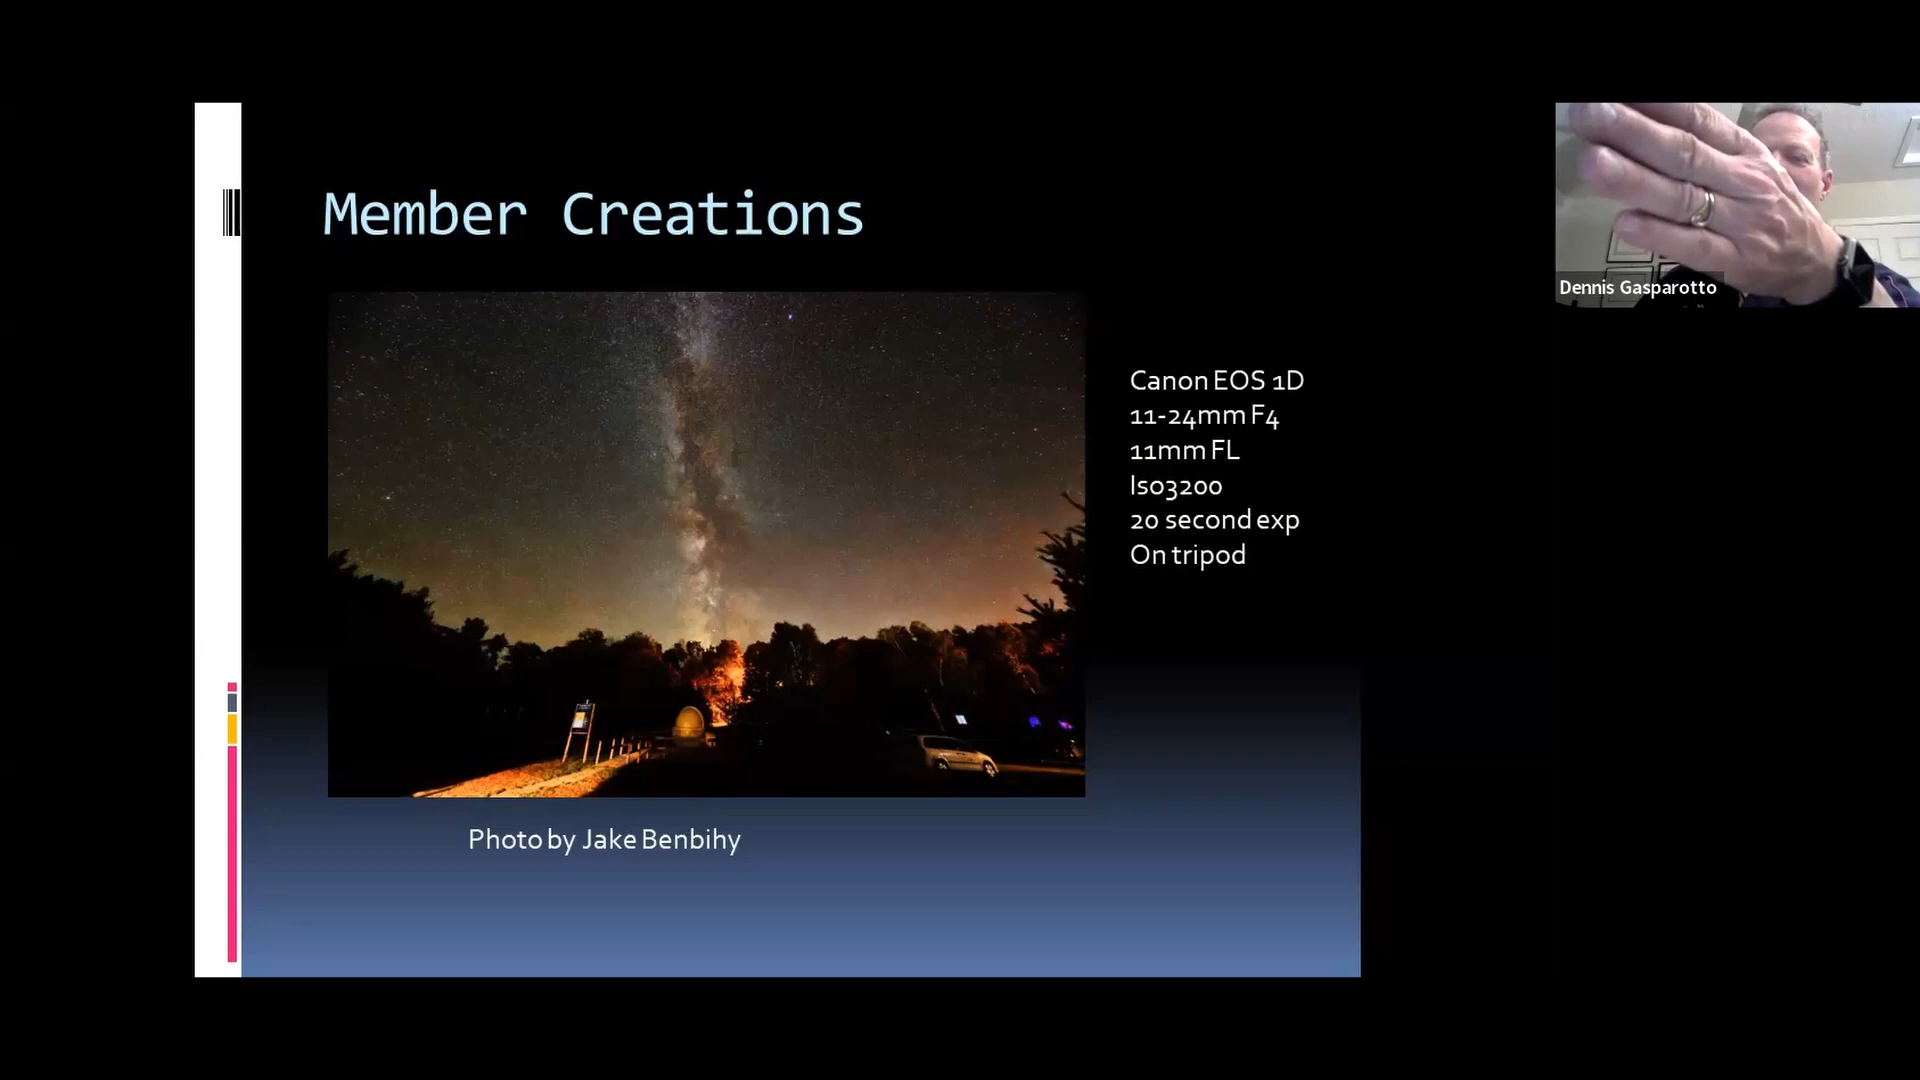 Member Creations
Canon EOS 1D
11-24mm F4
11mm FL
Iso3200
20 second exp
On tripod
Photo by Jake Benbihy
Dennis Gasparotto